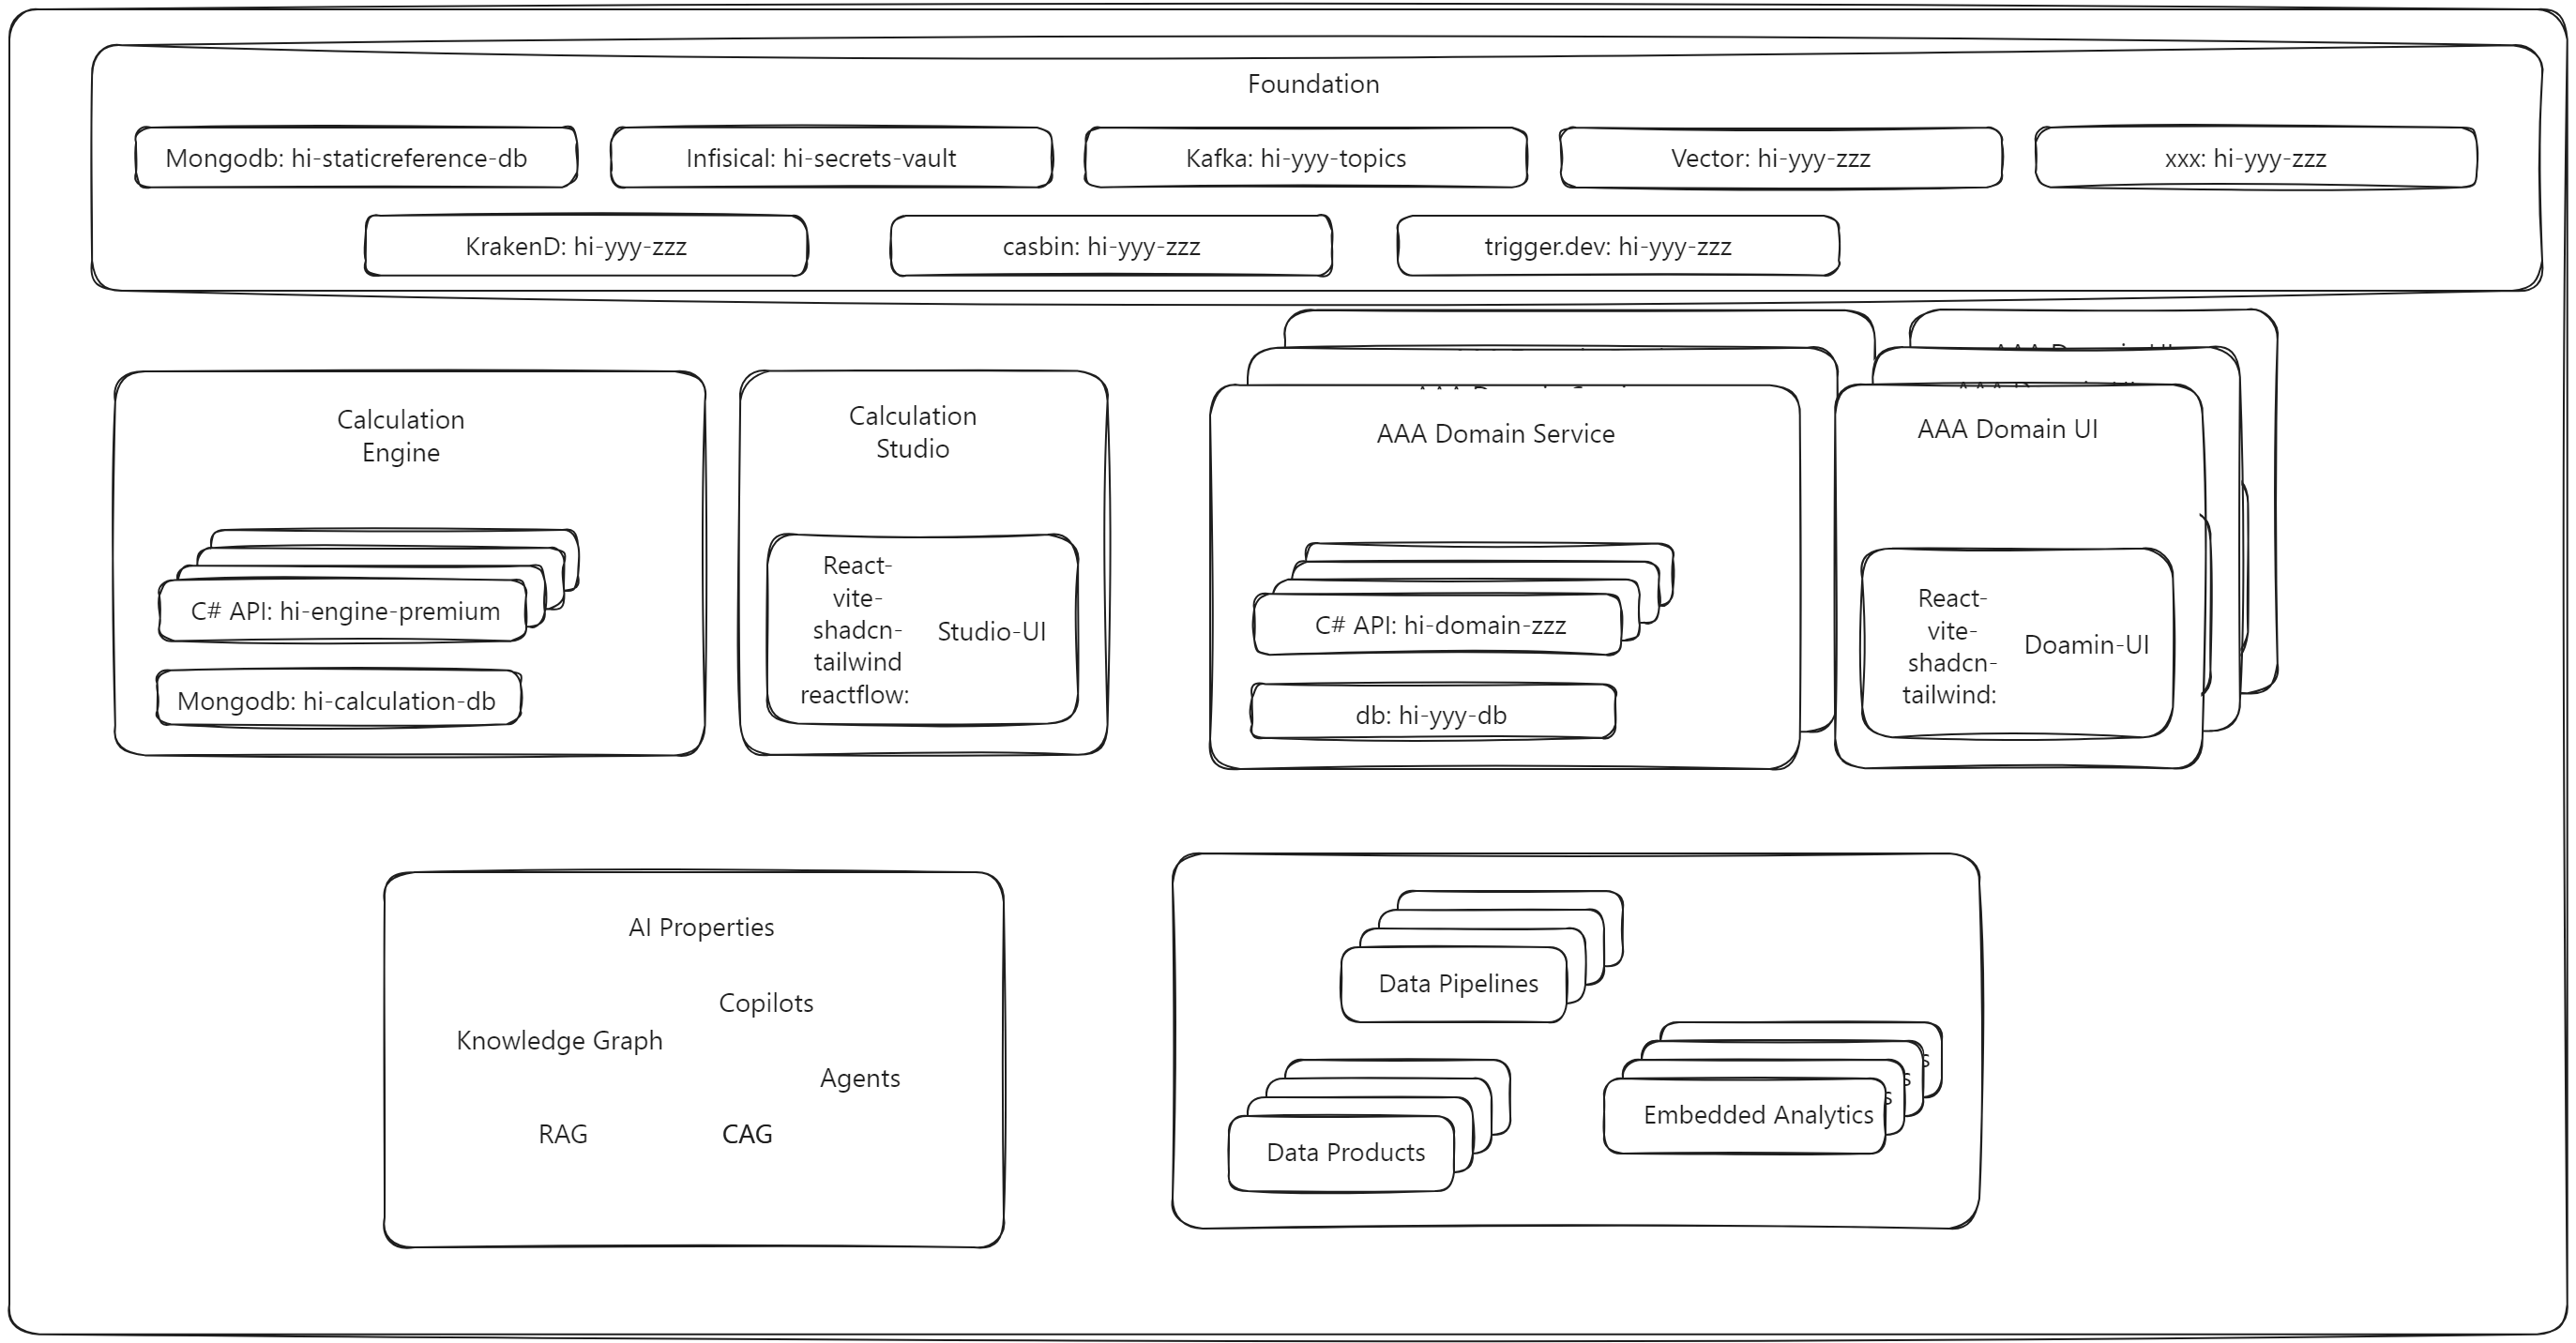 Foundation
Mongodb: hi-staticreference-db
Infisical: hi-secrets-vault
Kafka: hi-yyy-topics
Vector: hi-yyy-zzz
xxx: hi-yyy-zzz
KrakenD: hi-yyy-zzz
casbin: hi-yyy-zzz
trigger.dev: hi-yyy-zzz
Calculation
Engine
C# API: hi-engine-premium
Mongodb: hi-calculation-db
Calculation
Studio
React-
vite-
shadcn-
tailwind
reactflow:
Studio-UI
AAA Domain Service
C# API: hi-domain-zzz
db: hi-yyy-db
AAA Domain UI
React-
vite-
shadcn-
tailwind:
Doamin-UI
AI Properties
Copilots
Knowledge Graph
Agents
RAG
CAG
Data Pipelines
Data Products
Embedded Analytics